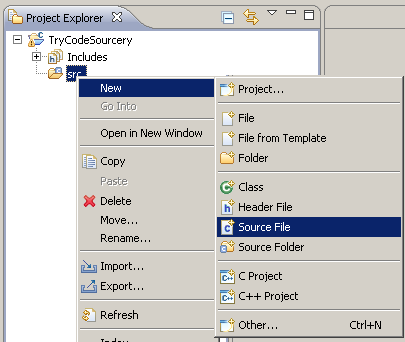 Project Explorer
TryCodeSourcery
Includes
src
New
Go Into
Open in New Window
Copy
Paste
Delete
Move...
Rename...
Import...
Export...
Refresh
Project...
File
File from Template
Folder
Class
Header File
Source File
Source Folder
C Project
C++ Project
Other... Ctrl+N